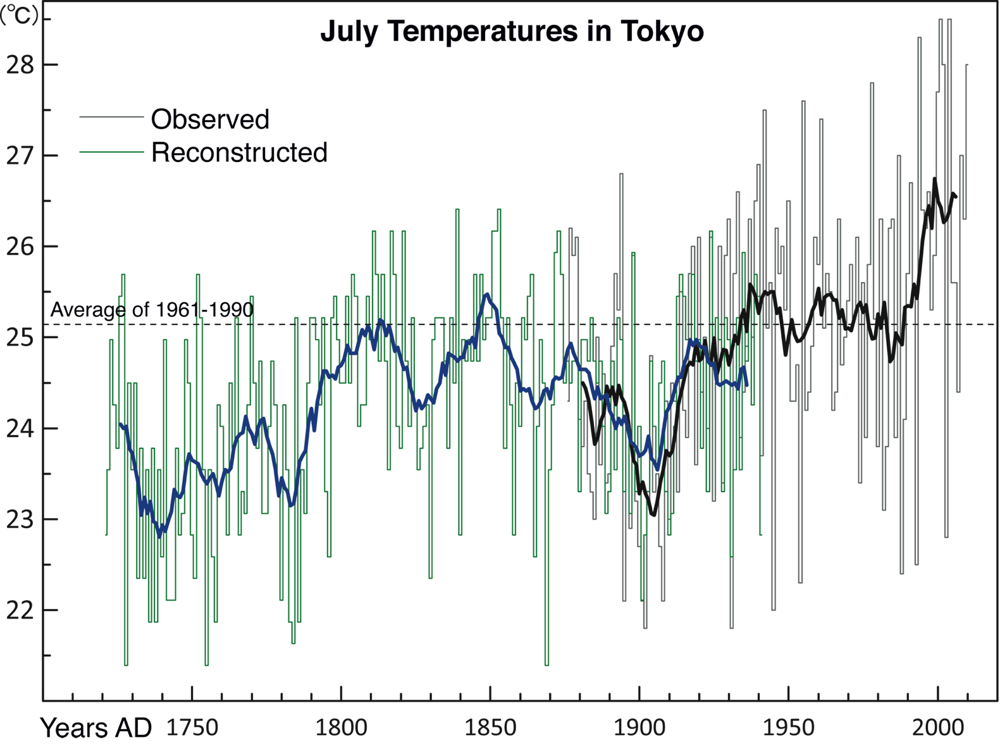 (℃)
July Temperatures in Tokyo
28
Observed
27
Reconstructed
26
Average of 1961-1990
25
24
23
22
Years AD 1750 1800 1850 1900 1950 2000